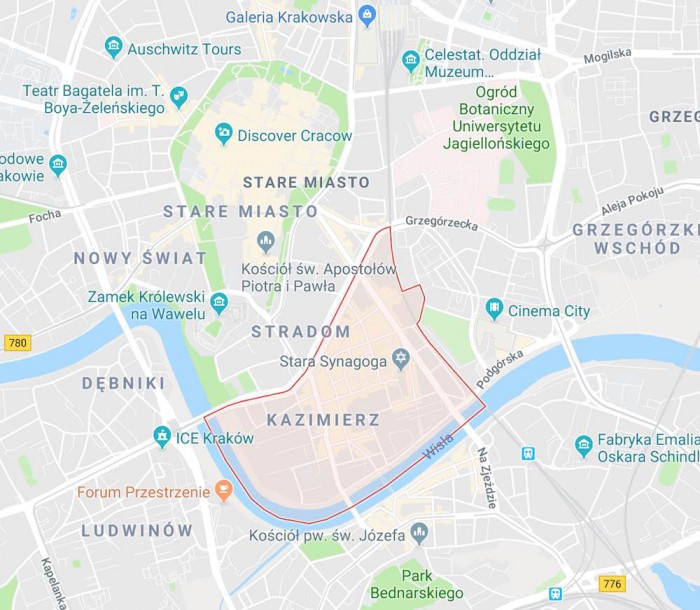 Galeria Krakowska
Auschwitz Tours
Celestat. Oddział
Muzeum...
Mogilska
Teatr Bagatela im. T.
Boya-Żeleńskiego
Ogród
Botaniczny
Uniwersytetu
Jagiellońskiego
GRZEG
Discover Cracow
odowe
akowie
STARE MIASTO
STARE MIASTO
Focha
Grzegórzecka
Aleja Pokoju
GRZEGÓRZKI
WSCHÓD
NOWY ŚWIAT
Kościół św. Apostołów
Piotra i Pawła
Zamek Królewski
na Wawelu
Cinema City
STRADOM
780
Stara Synagoga
Podgórska
DĘBNIKI
KAZIMIERZ
ICE Kraków
Wisła
Na Zjeździe
Fabryka Emalia
Oskara Schindl
Forum Przestrzenie
LUDWINÓW
Kościół pw. św. Józefa
Kapelanka
Park
Bednarskiego
776